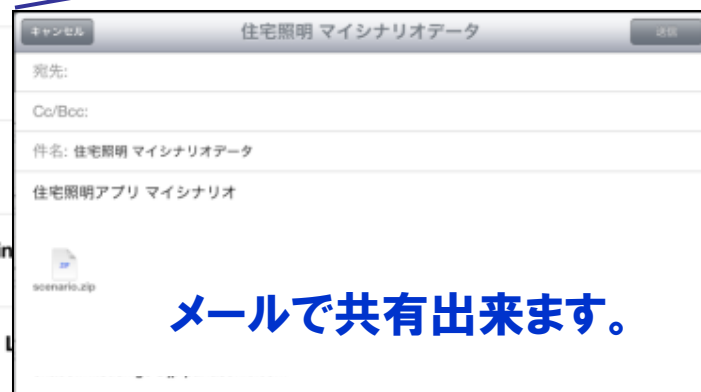 キャンセル 住宅照明 マイシナリオデータ 送信
宛先:
Cc/Bcc:
件名: 住宅照明 マイシナリオデータ
住宅照明アプリ マイシナリオ
scenario.zip
メールで共有出来ます。